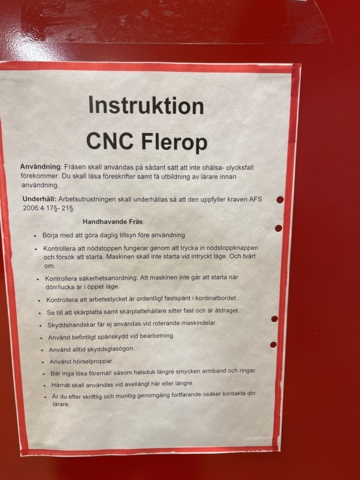 Instruktion
CNC Flerop
Användning: Fräsen skall användas på sådant sätt att inte ohälsa- olycksfall
förekommer. Du skall läsa föreskrifter samt få utbildning av lärare innan
användning.
Underhåll: Arbetsutrustningen skall underhållas så att den uppfyller kraven AFS
2006:4 17§- 21§.
Handhavande Fräs:
• Börja med att göra daglig tillsyn före användning.
• Kontrollera att nödstoppen fungerar genom att trycka in nödstoppknappen
och försök att starta. Maskinen skall inte starta vid intryckt läge. Och tvärt
om.
• Kontrollera säkerhetsanordning: Att maskinen inte går att starta när
dörr/lucka är i öppet läge.
• Kontrollera att arbetsstycket är ordentligt fastspänt i kordinatbordet.
• Se till att skärplatta samt skärplattehållare sitter fast och är åtdraget.
• Skyddshandskar får ej användas vid roterande maskindelar.
• Använd befintligt spånskydd vid bearbetning.
• Använd alltid skyddsglasögon.
• Använd hörselproppar.
• Bär inga lösa föremål! såsom halsduk längre smycken armband och ringar.
• Hårnät skall användas vid axellångt hår eller längre.
• Är du efter skriftlig och muntlig genomgång fortfarande osäker kontakta din
lärare.